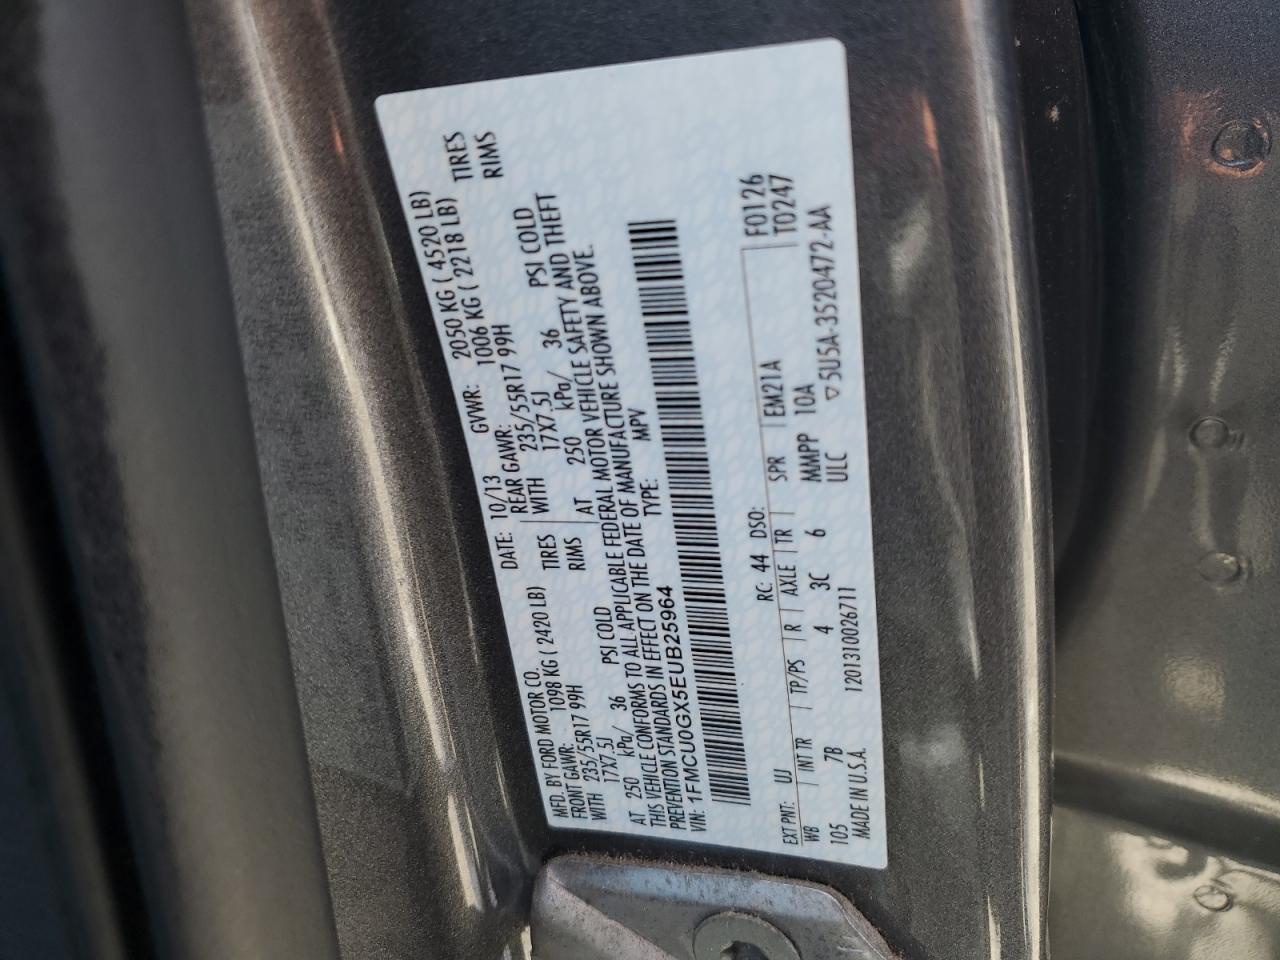 MFD. BY FORD MOTOR CO.
DATE: 10/13 GVWR: 2050 KG ( 4520 LB)
FRONT GAWR: 1098 KG ( 2420 LB) REAR GAWR: 1006 KG ( 2218 LB)
WITH 235/55R17 99H TIRES WITH 235/55R17 99H TIRES
17X7.5J RIMS 17X7.5J RIMS
AT 250 kPa/ 36 PSI COLD AT 250 kPa/ 36 PSI COLD
THIS VEHICLE CONFORMS TO ALL APPLICABLE FEDERAL MOTOR VEHICLE SAFETY AND THEFT
PREVENTION STANDARDS IN EFFECT ON THE DATE OF MANUFACTURE SHOWN ABOVE.
VIN: 1FMCU0GX5EUB25964 TYPE: MPV
F0126
EXT PNT: UJ RC: 44 DSO: T0247
WB INT TR TP/PS R AXLE TR SPR EM21A
105 7B 4 3C 6 MMPP 10A
MADE IN U.S.A. 1201310026711 ULC ▽5U5A-3520472-AA